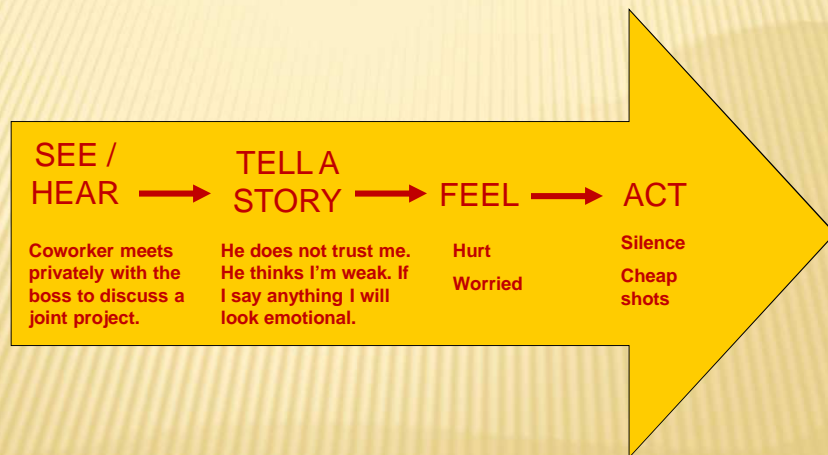 SEE /
HEAR
Coworker meets
privately with the
boss to discuss a
joint project.
TELL A
STORY
He does not trust me.
He thinks I'm weak. If
I say anything I will
look emotional.
FEEL
Hurt
Worried
ACT
Silence
Cheap
shots